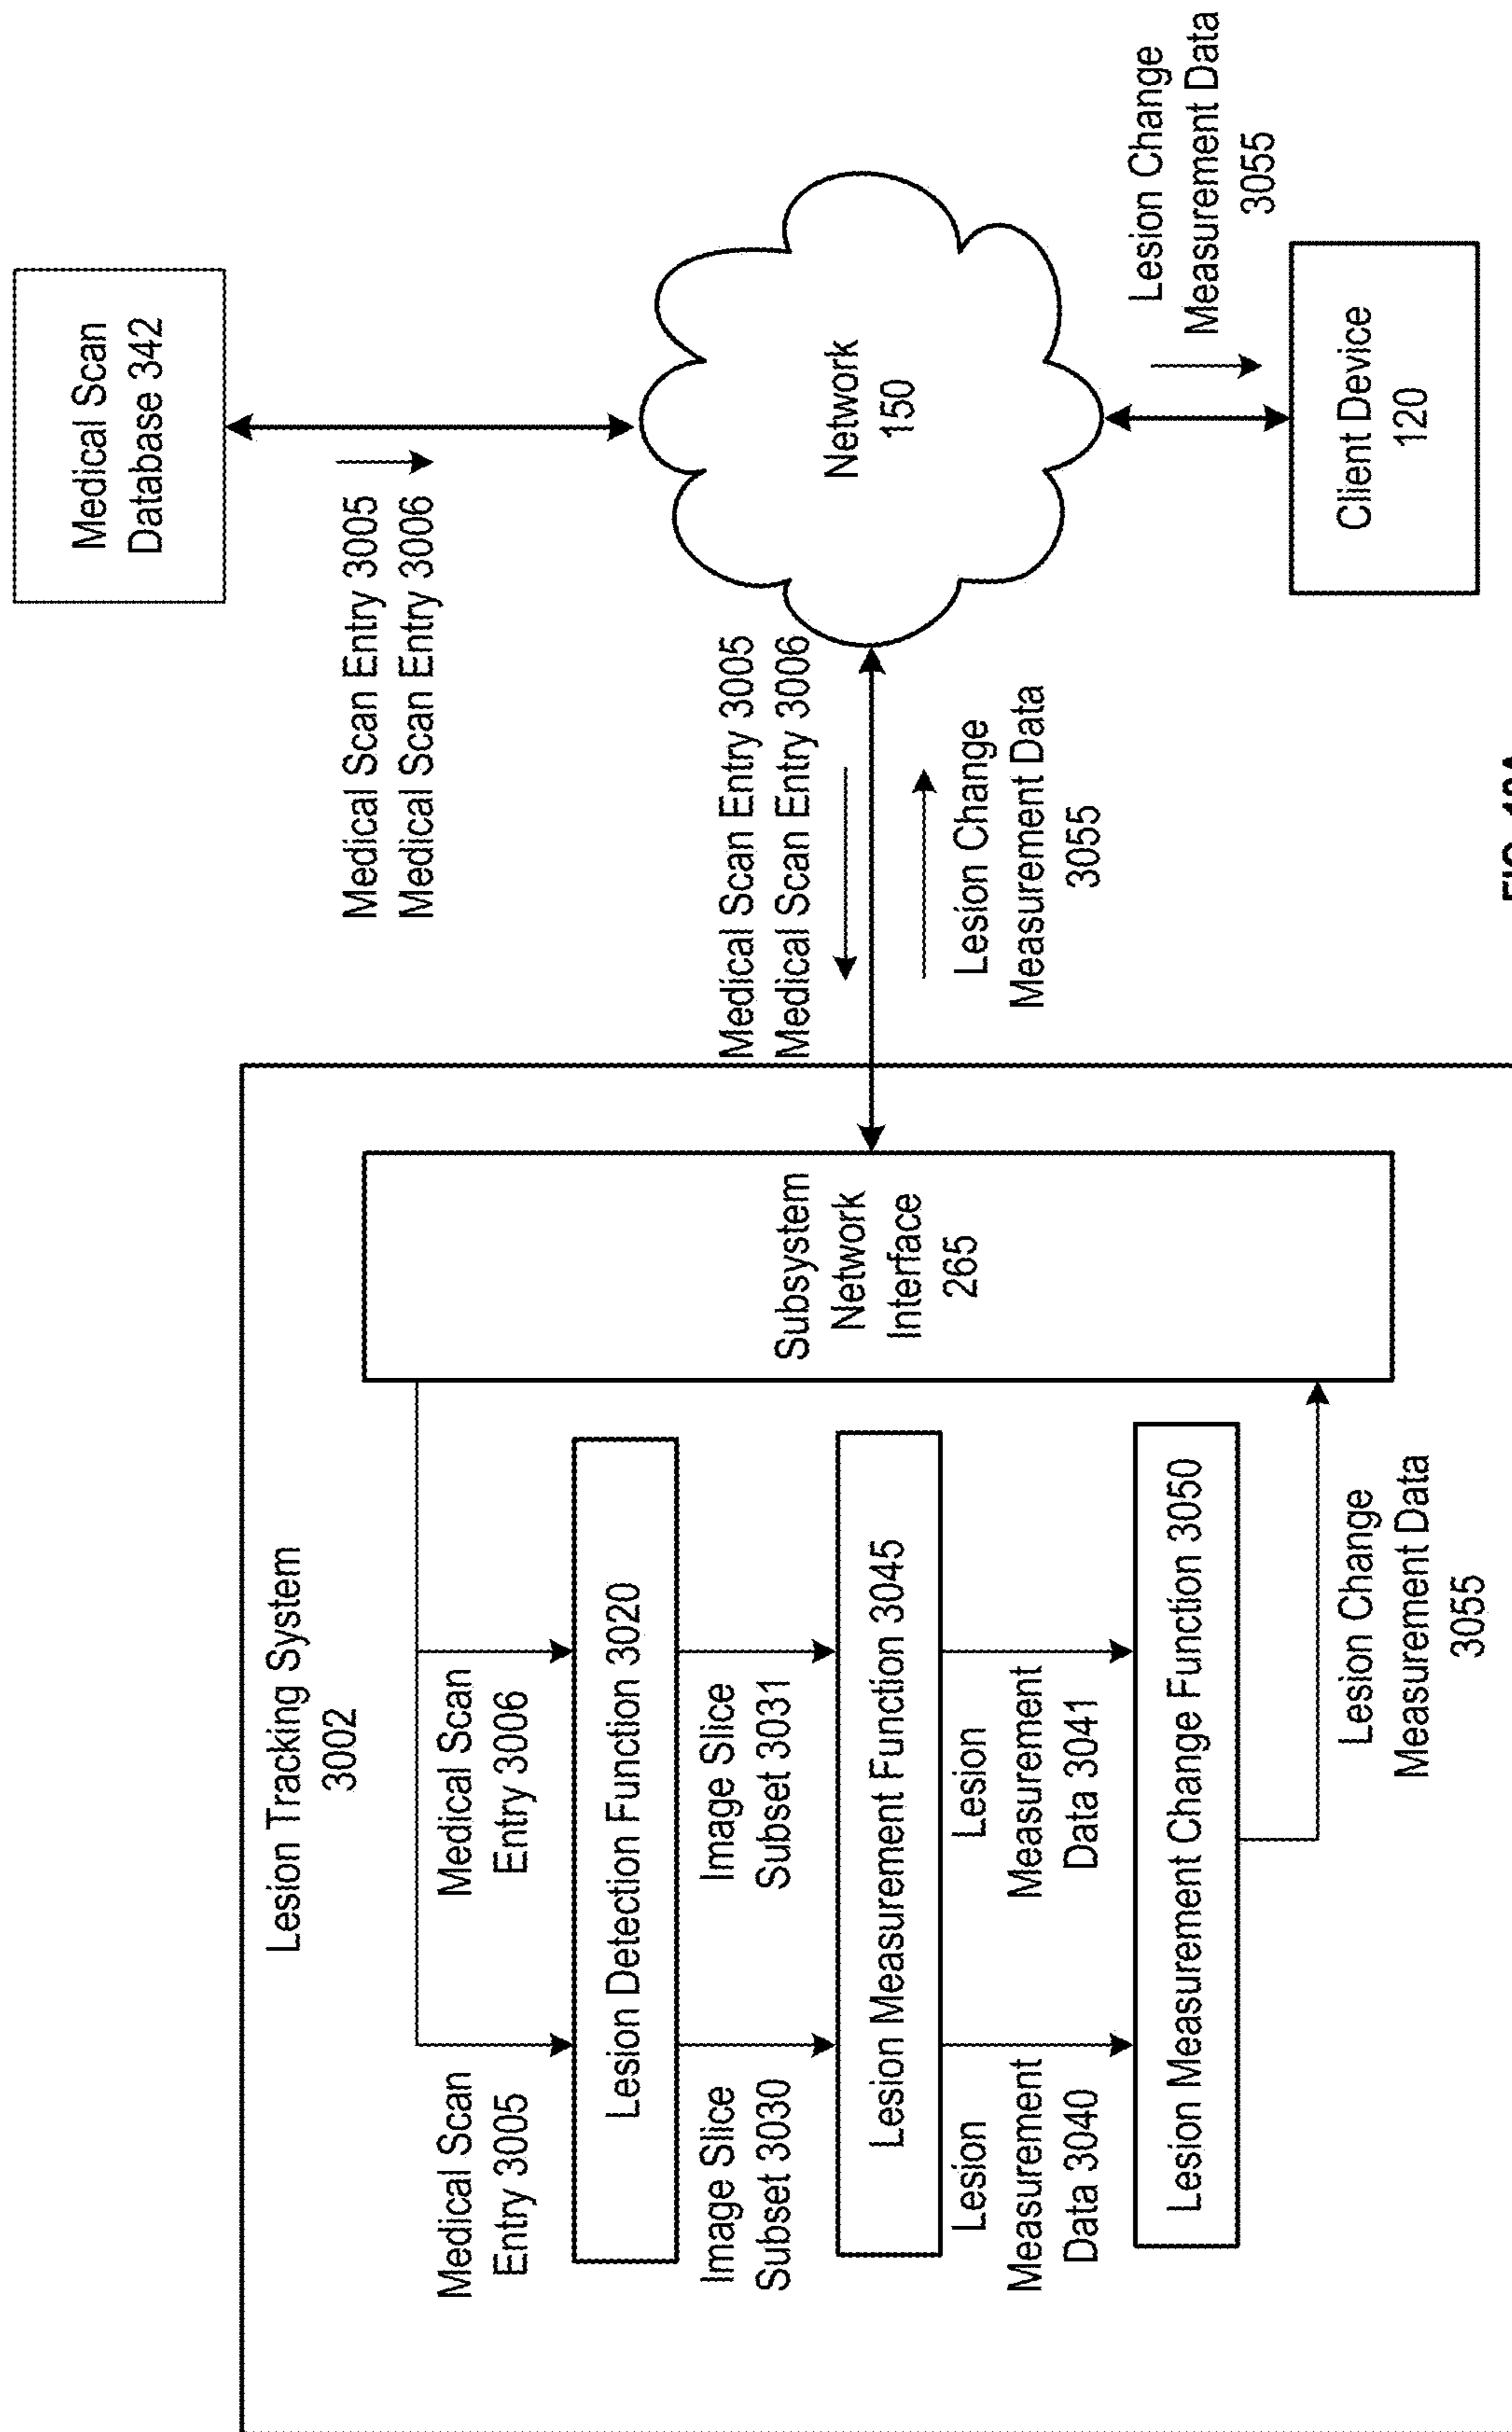 Lesion Tracking System
3002
Medical Scan
Entry 3005
Medical Scan
Entry 3006
Lesion Detection Function 3020
Image Slice
Subset 3030
Image Slice
Subset 3031
Lesion Measurement Function 3045
Lesion
Measurement
Data 3040
Lesion
Measurement
Data 3041
Lesion Measurement Change Function 3050
Lesion Change
Measurement Data
3055
Subsystem
Network
Interface
265
Medical Scan Entry 3005
Medical Scan Entry 3006
Lesion Change
Measurement Data
3055
Medical Scan
Database 342
Medical Scan Entry 3005
Medical Scan Entry 3006
Network
150
Lesion Change
Measurement Data
3055
Client Device
120